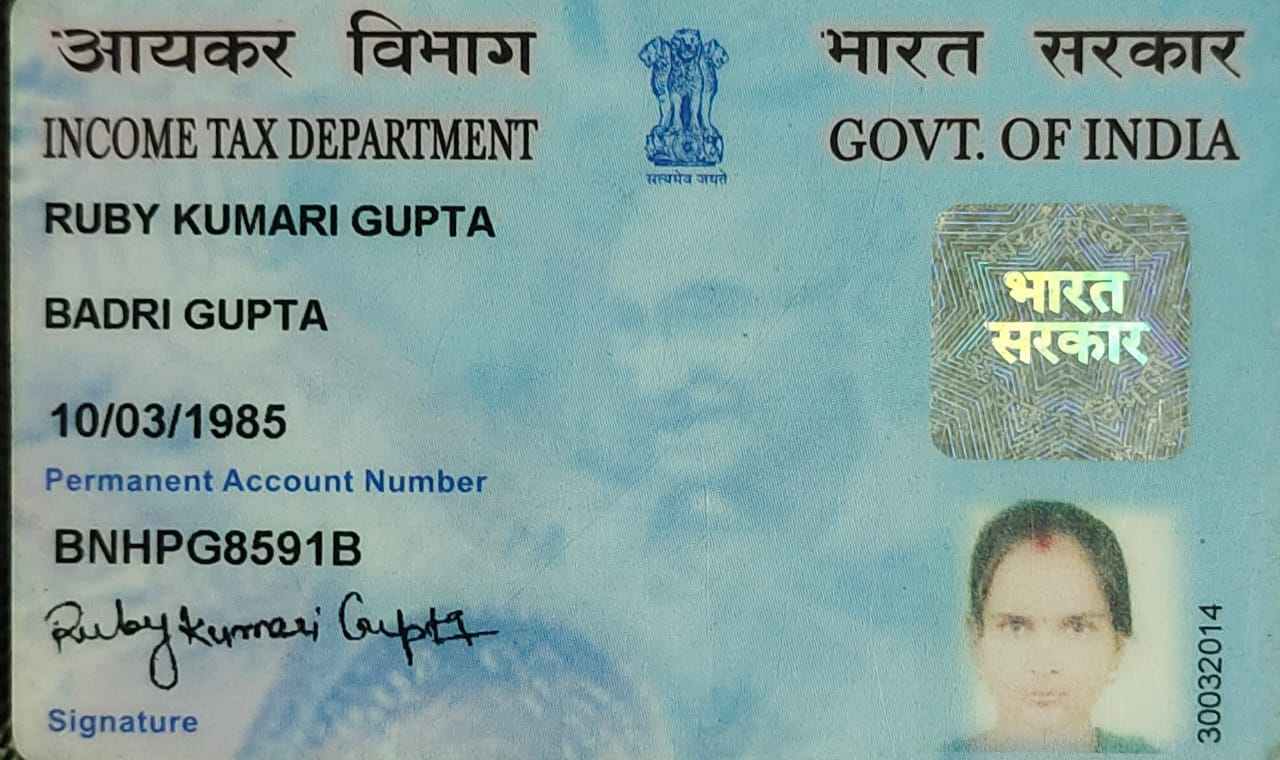 आयकर विभाग
INCOME TAX DEPARTMENT
सत्यमेव जयते
भारत सरकार
GOVT. OF INDIA
RUBY KUMARI GUPTA
BADRI GUPTA
10/03/1985
Permanent Account Number
BNHPG8591B
Ruby Kumari Gupta
Signature
भारत
सरकार
30032014